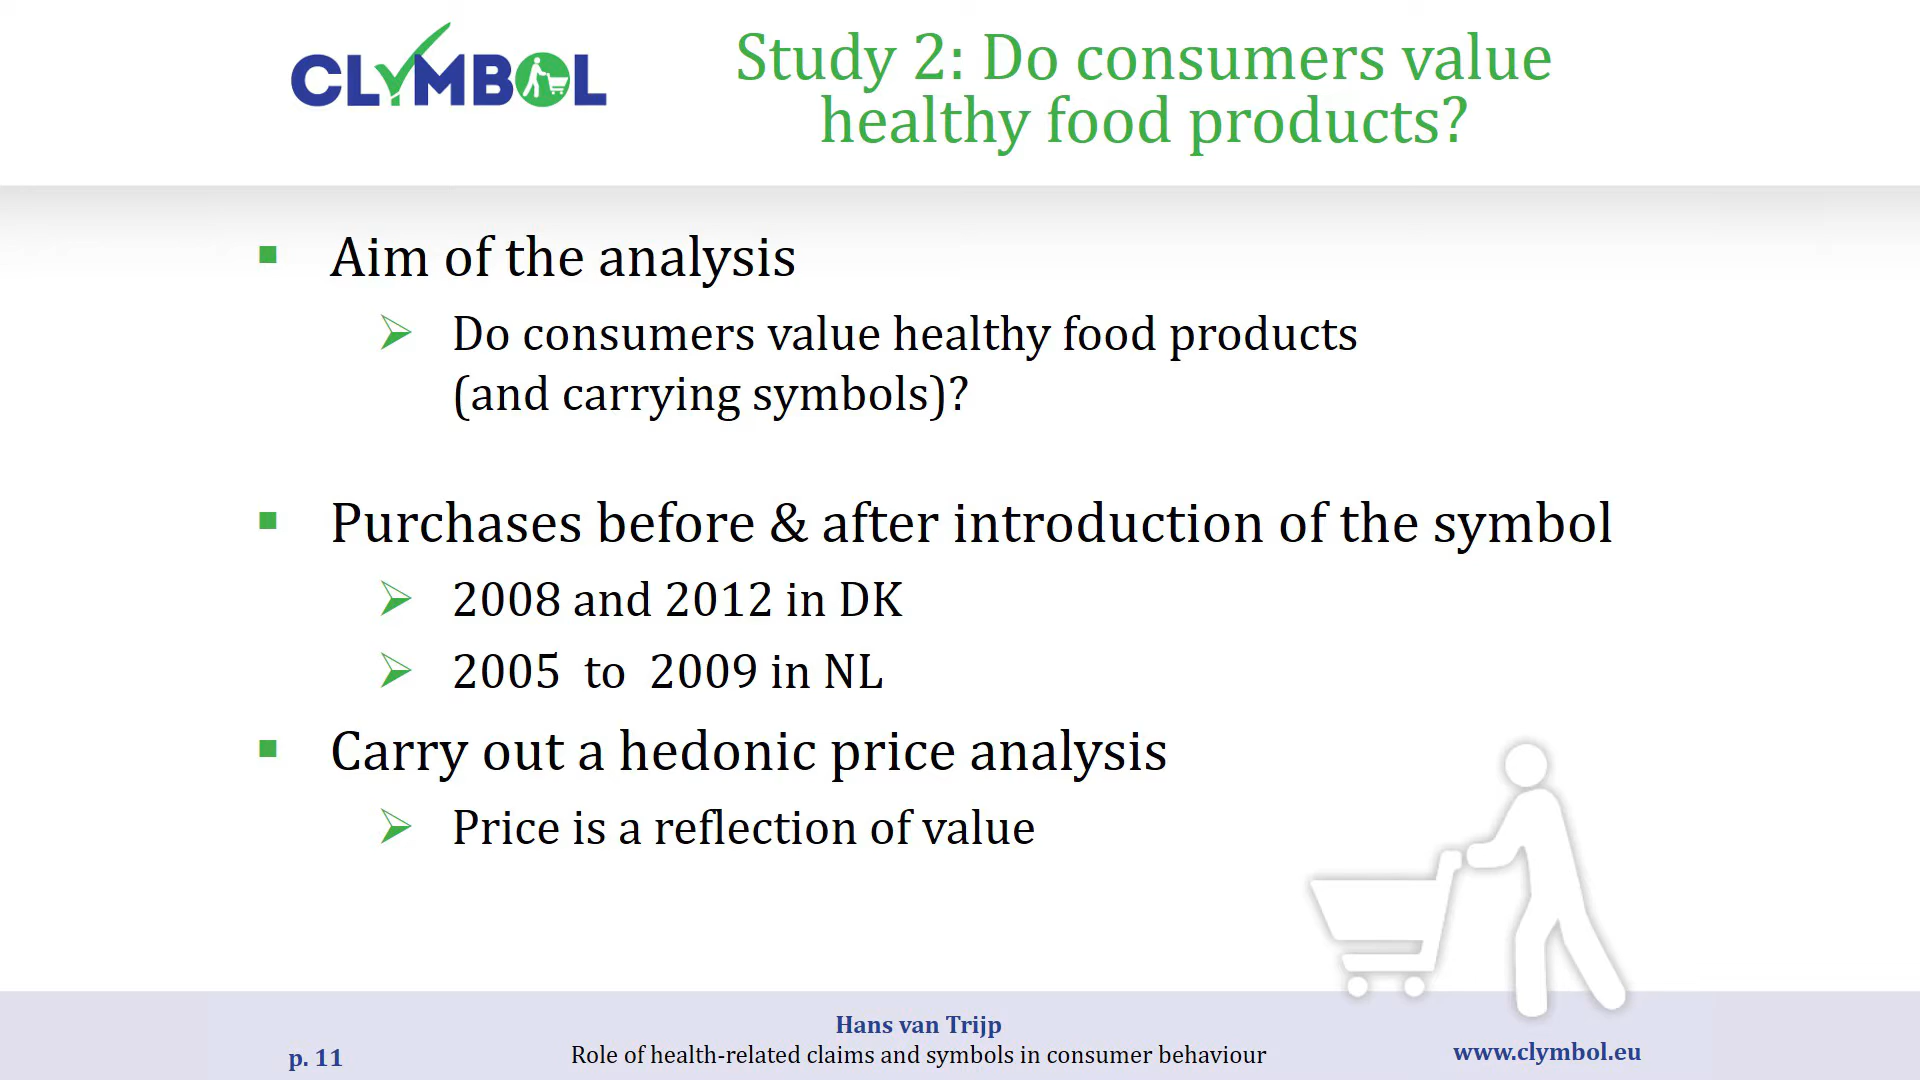 CLYMBOL
Study 2: Do consumers value
healthy food products?
Aim of the analysis
Do consumers value healthy food products
(and carrying symbols)?
Purchases before & after introduction of the symbol
2008 and 2012 in DK
2005 to 2009 in NL
Carry out a hedonic price analysis
Price is a reflection of value
p. 11
Hans van Trijp
Role of health-related claims and symbols in consumer behaviour
www.clymbol.eu